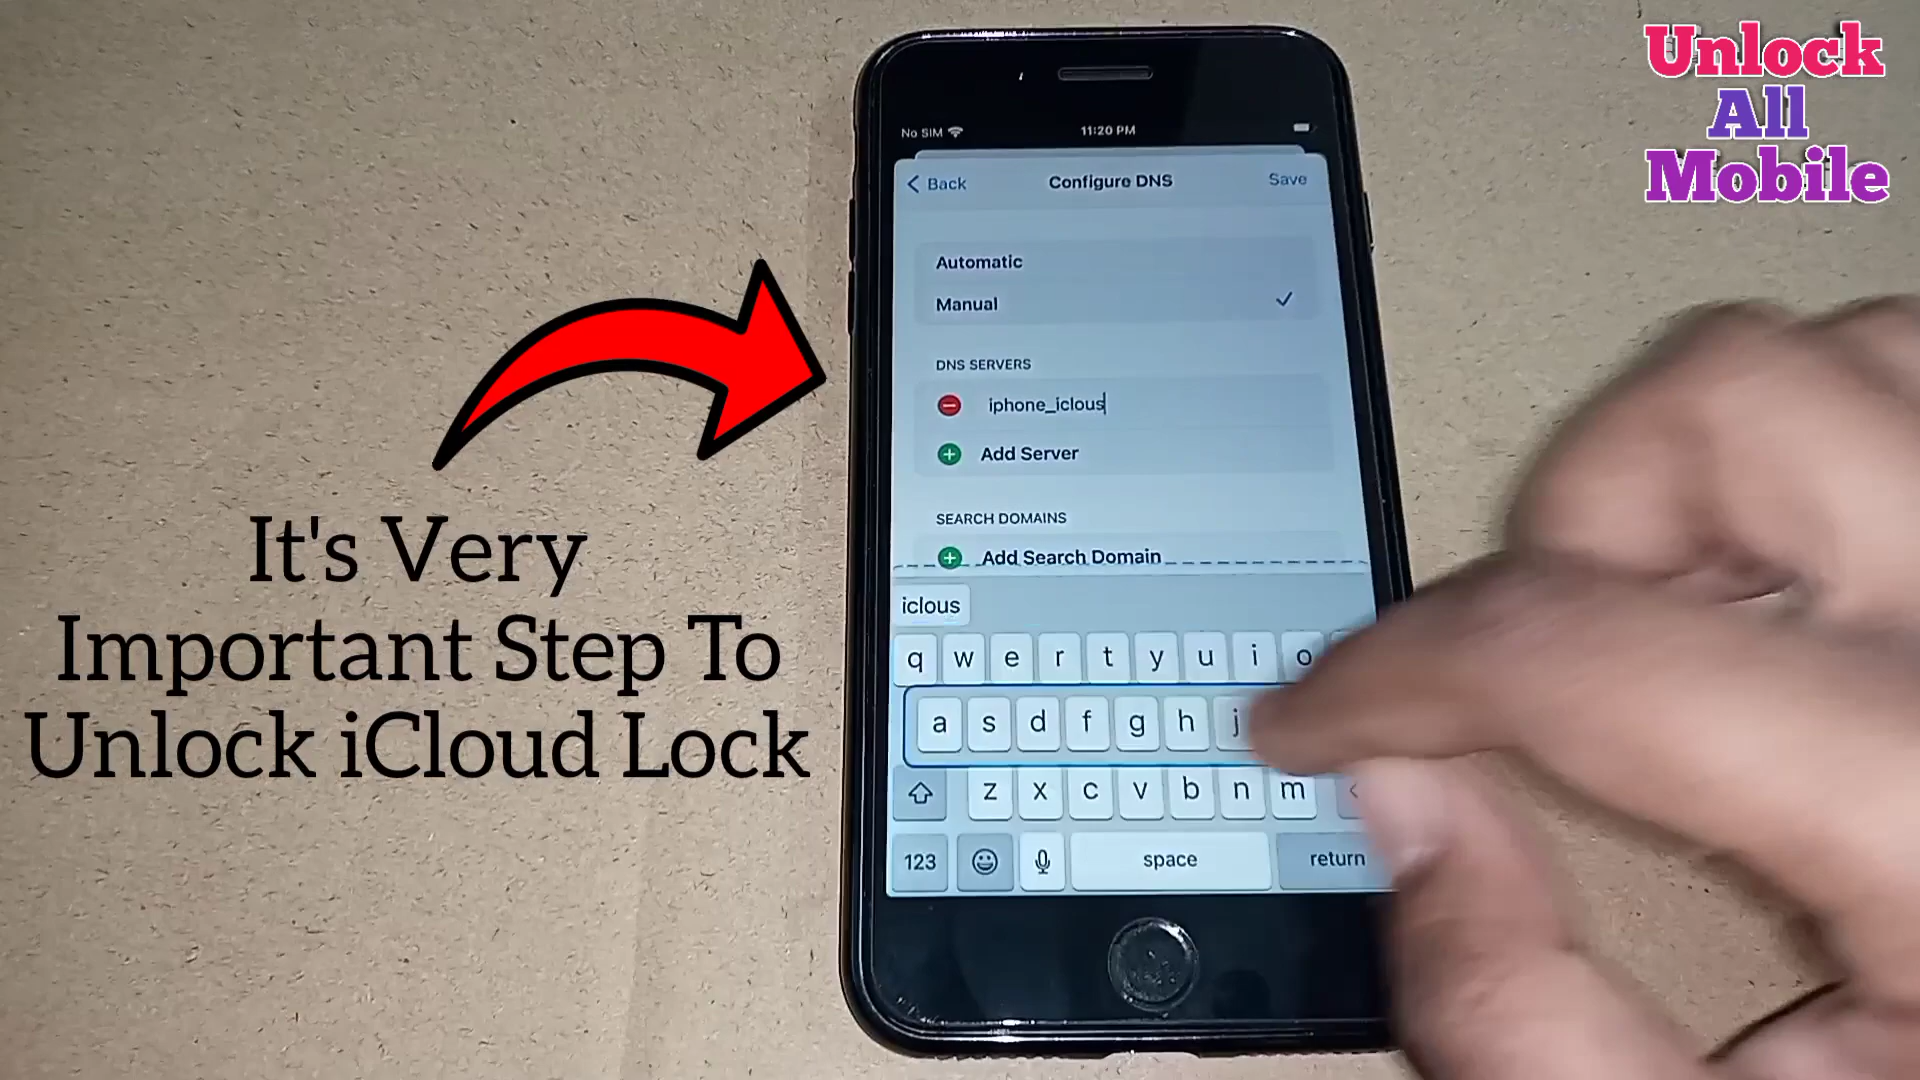 Unlock
All
Mobile
No SIM 11:20 PM
Back Configure DNS Save
Automatic
Manual
DNS SERVERS
iphone_iclous
Add Server
SEARCH DOMAINS
Add Search Domain
iclous
q w e r t y u i o
a s d f g h j
z x c v b n m
123 space return
It's Very
Important Step To
Unlock iCloud Lock